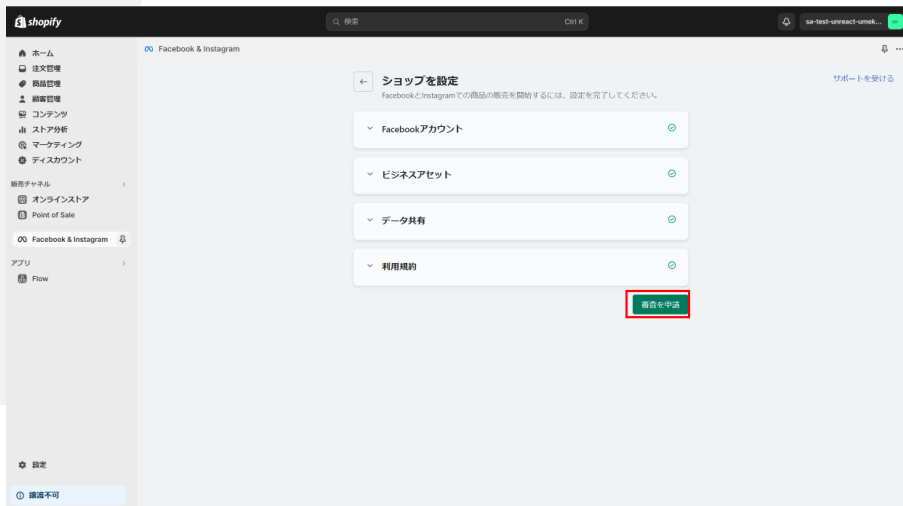 shopify
検索
Ctrl K
sa-test-unreact-umek...
ホーム
注文管理
商品管理
顧客管理
コンテンツ
ストア分析
マーケティング
ディスカウント
販売チャネル
オンラインストア
Point of Sale
Facebook & Instagram
アプリ
Flow
設定
譲渡不可
Facebook & Instagram
ショップを設定
FacebookとInstagramでの商品の販売を開始するには、設定を完了してください。
サポートを受ける
Facebookアカウント
ビジネスアセット
データ共有
利用規約
審査を申請